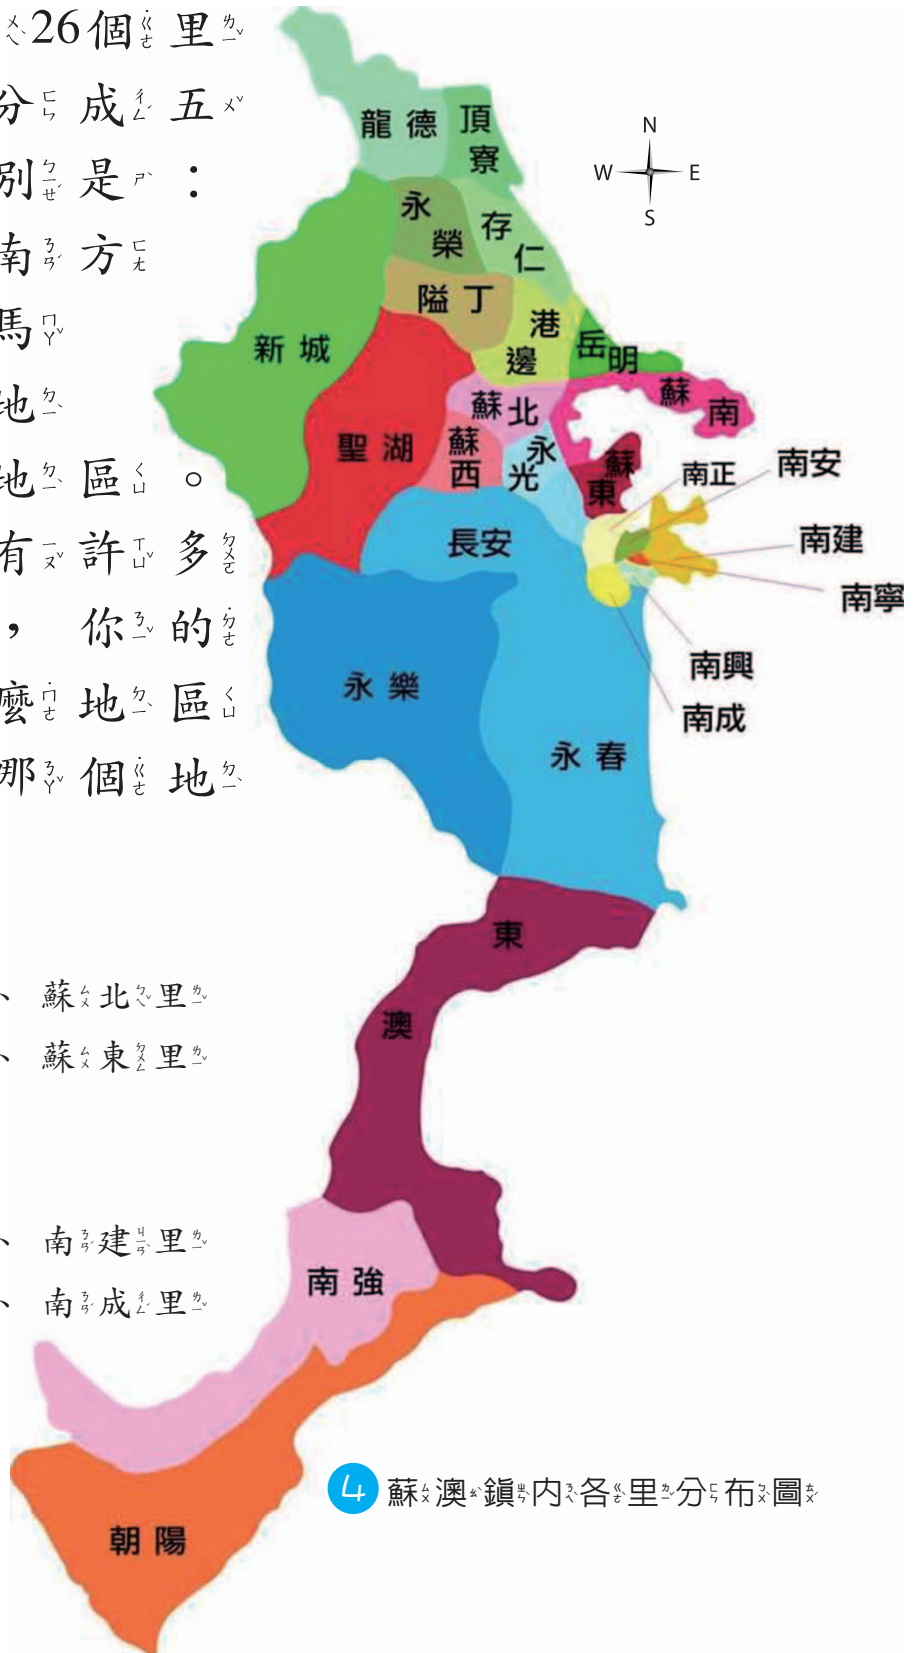 26個里
分成五
別是：
南方
馬
地
地區。
有許多
，你的
麼地區
那個地
、蘇北里
、蘇東里
、南建里
、南成里
N
W E
S
龍德
頂寮
永榮
存仁
隘丁
港邊
岳明
新城
蘇南
蘇北
聖湖
蘇西
永光
蘇東
南正
南安
長安
南建
南寧
南興
南成
永樂
永春
東澳
南強
朝陽
4 蘇澳鎮内各里分布圖